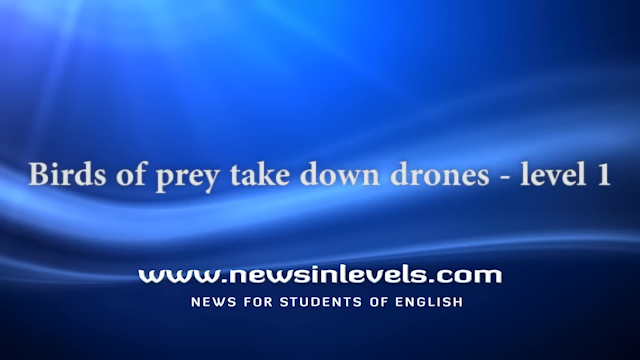 Birds of prey take down drones - level 1
www.newsinlevels.com
NEWS FOR STUDENTS OF ENGLISH